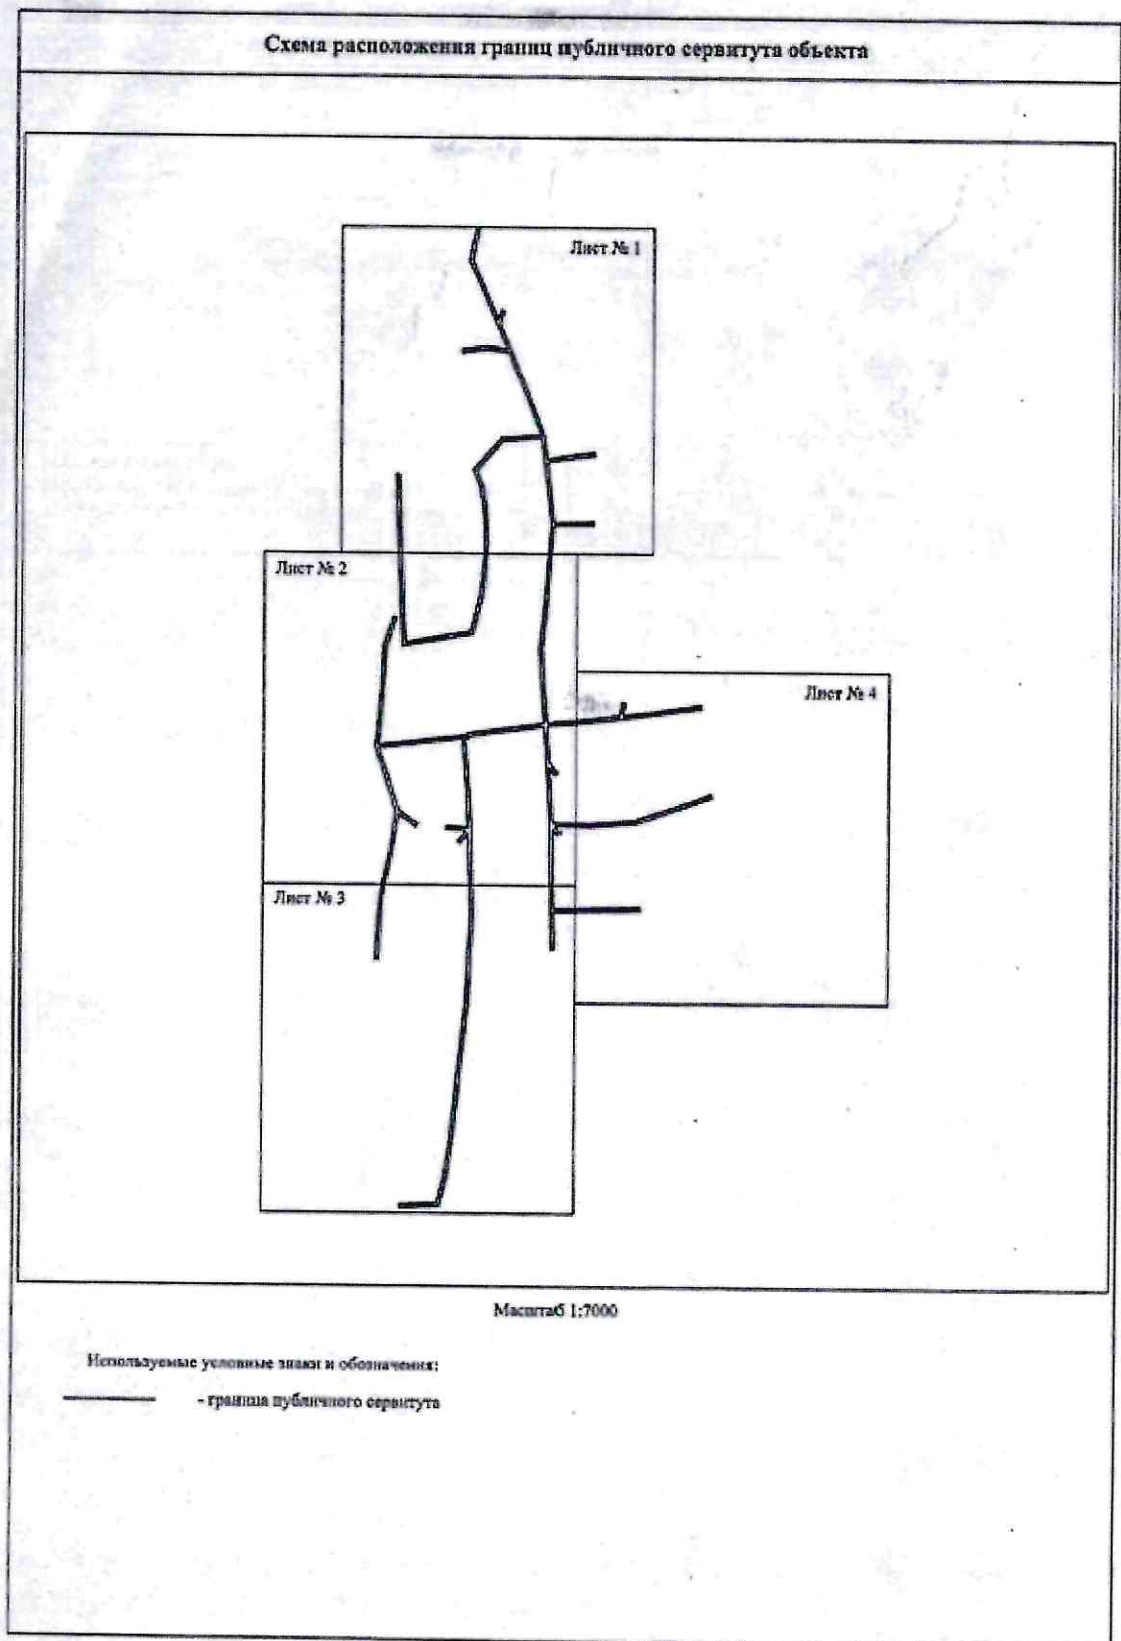 Схема расположения границ публичного сервитута объекта
Лист № 1
Лист № 2
Лист № 4
Лист № 3
Масштаб 1:7000
Используемые условные знаки и обозначения:
- граница публичного сервитута